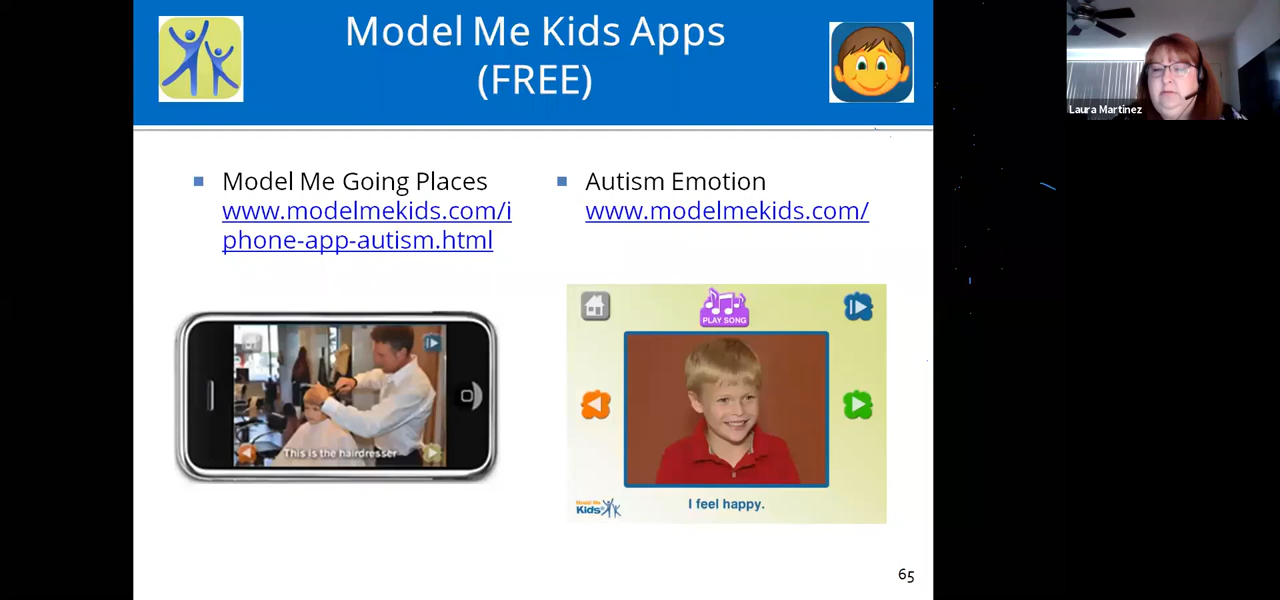 Model Me Kids Apps
(FREE)
Laura Martinez
Model Me Going Places
www.modelmekids.com/i
phone-app-autism.html
Autism Emotion
www.modelmekids.com/
This is the hairdresser
PLAY SONG
I feel happy.
Model Me
Kids
65